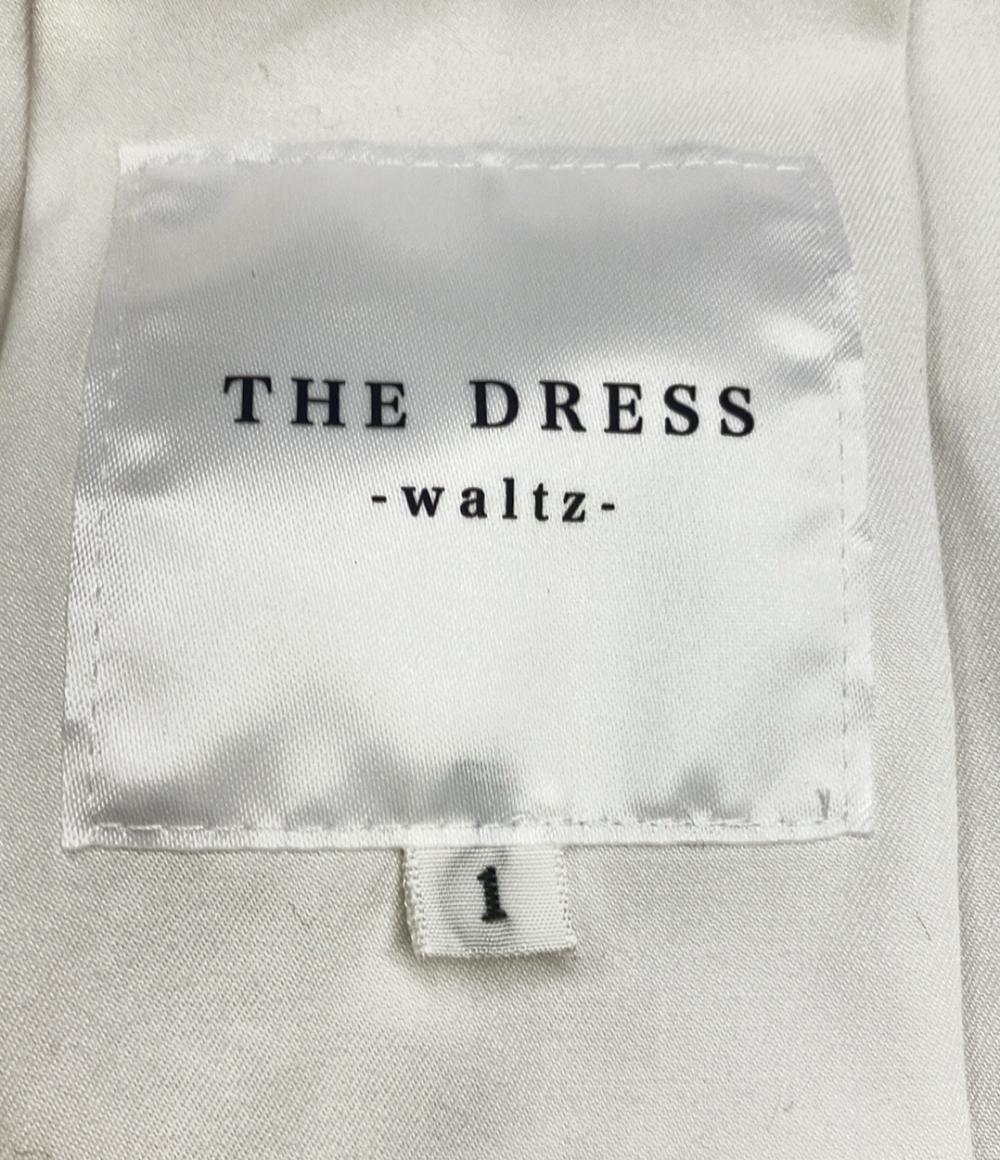 THE DRESS
-waltz-
1